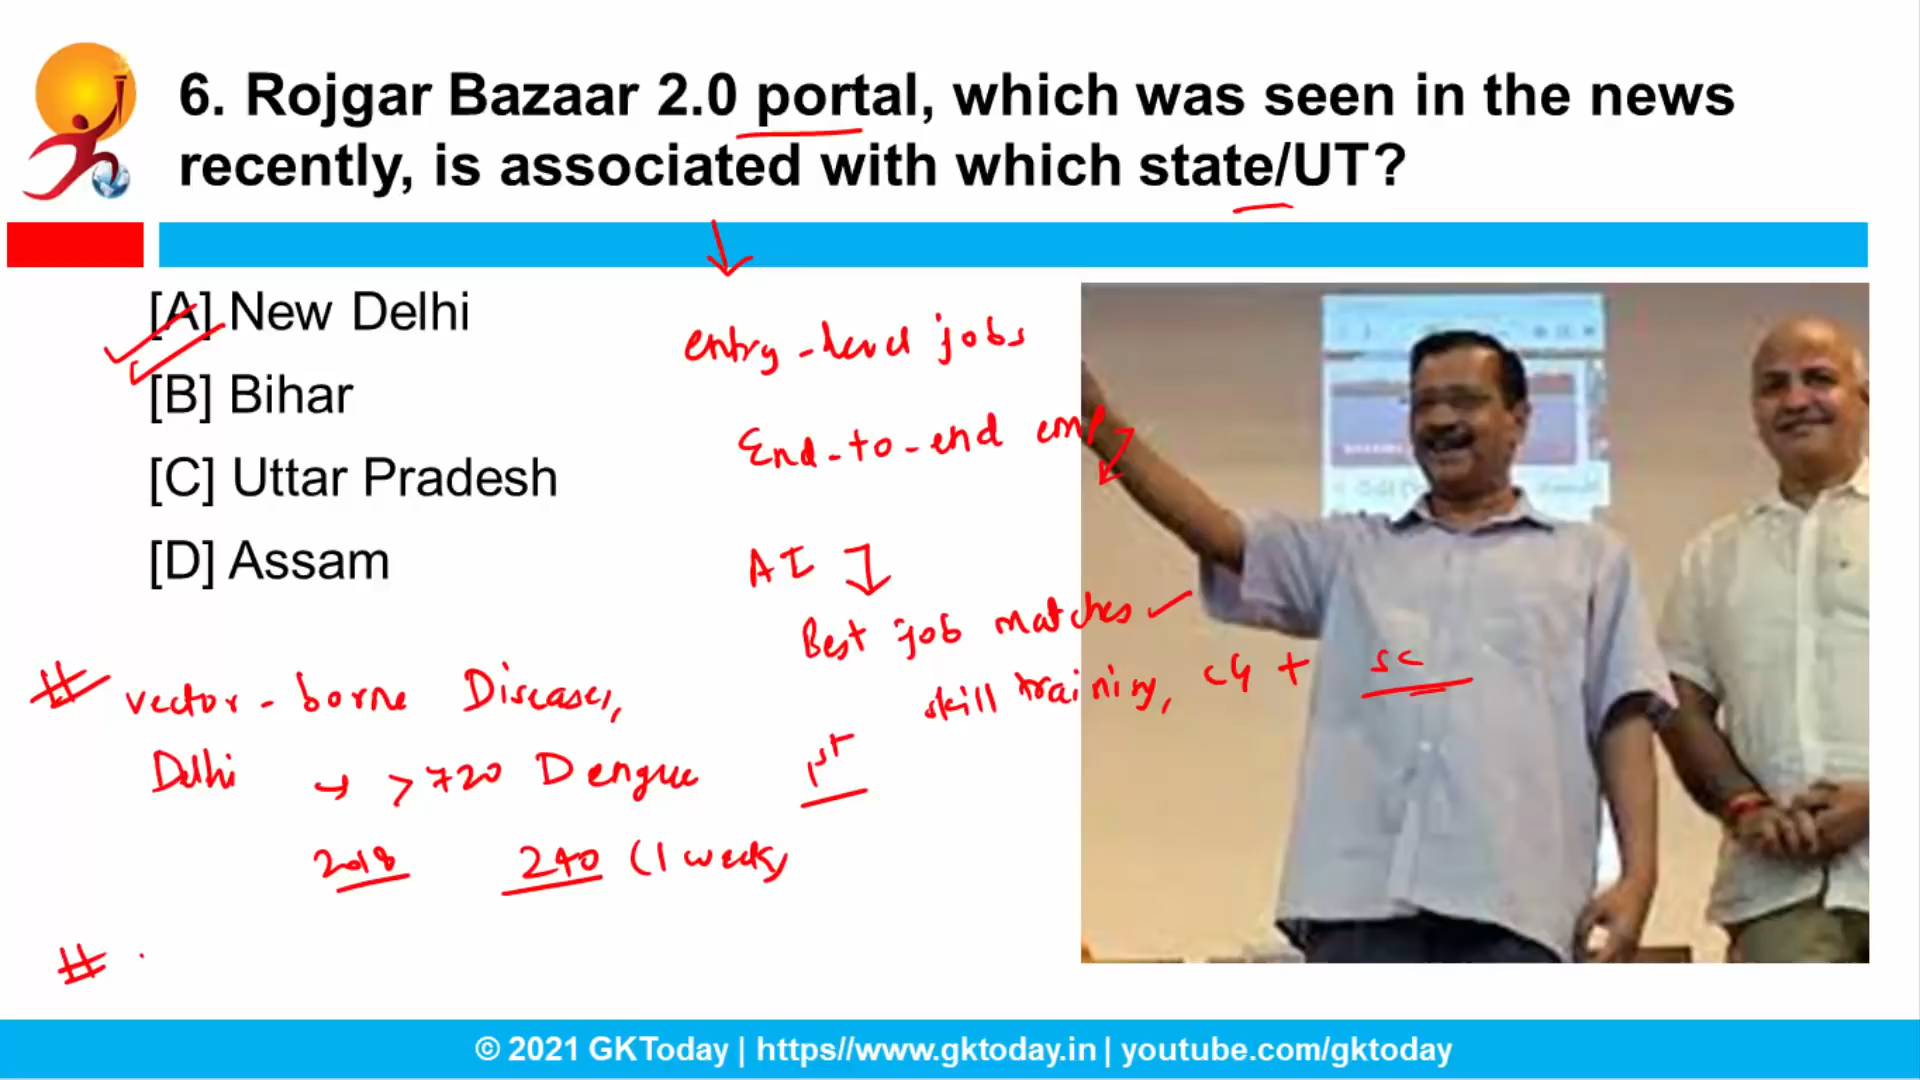 6. Rojgar Bazaar 2.0 portal, which was seen in the news
recently, is associated with which state/UT?
[A] New Delhi
[B] Bihar
[C] Uttar Pradesh
[D] Assam
entry-level jobs
End-to-end emp
AI
Best job matches
skill training, CG + SC
# vector-borne Diseases,
Delhi → >720 Dengue 1st
2018 240 (1 week)
#
© 2021 GKToday | https//www.gktoday.in | youtube.com/gktoday